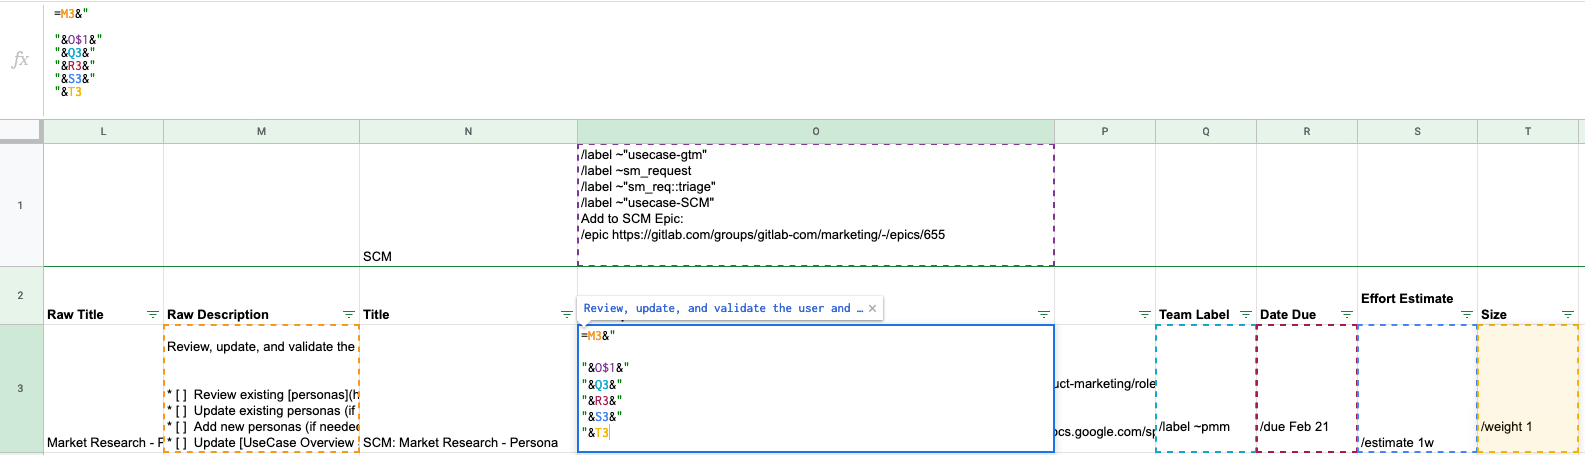 =M3&"
"&O$1&"
"&Q3&"
"&R3&"
"&S3&"
"&T3
fx
L M N O P Q R S T
1
/label ~"usecase-gtm"
/label ~sm_request
/label ~"sm_req::triage"
/label ~"usecase-SCM"
Add to SCM Epic:
/epic https://gitlab.com/groups/gitlab-com/marketing/-/epics/655
SCM
2
Raw Title
Raw Description
Title
Team Label
Date Due
Effort Estimate
Size
Review, update, and validate the user and …
3
Market Research - P
Review, update, and validate the
* [ ]  Review existing [personas](h
* [ ]  Update existing personas (if
* [ ]  Add new personas (if neede
* [ ]  Update [UseCase Overview
SCM: Market Research - Persona
=M3&"
"&O$1&"
"&Q3&"
"&R3&"
"&S3&"
"&T3
uct-marketing/role
ocs.google.com/sp
/label ~pmm
/due Feb 21
/estimate 1w
/weight 1